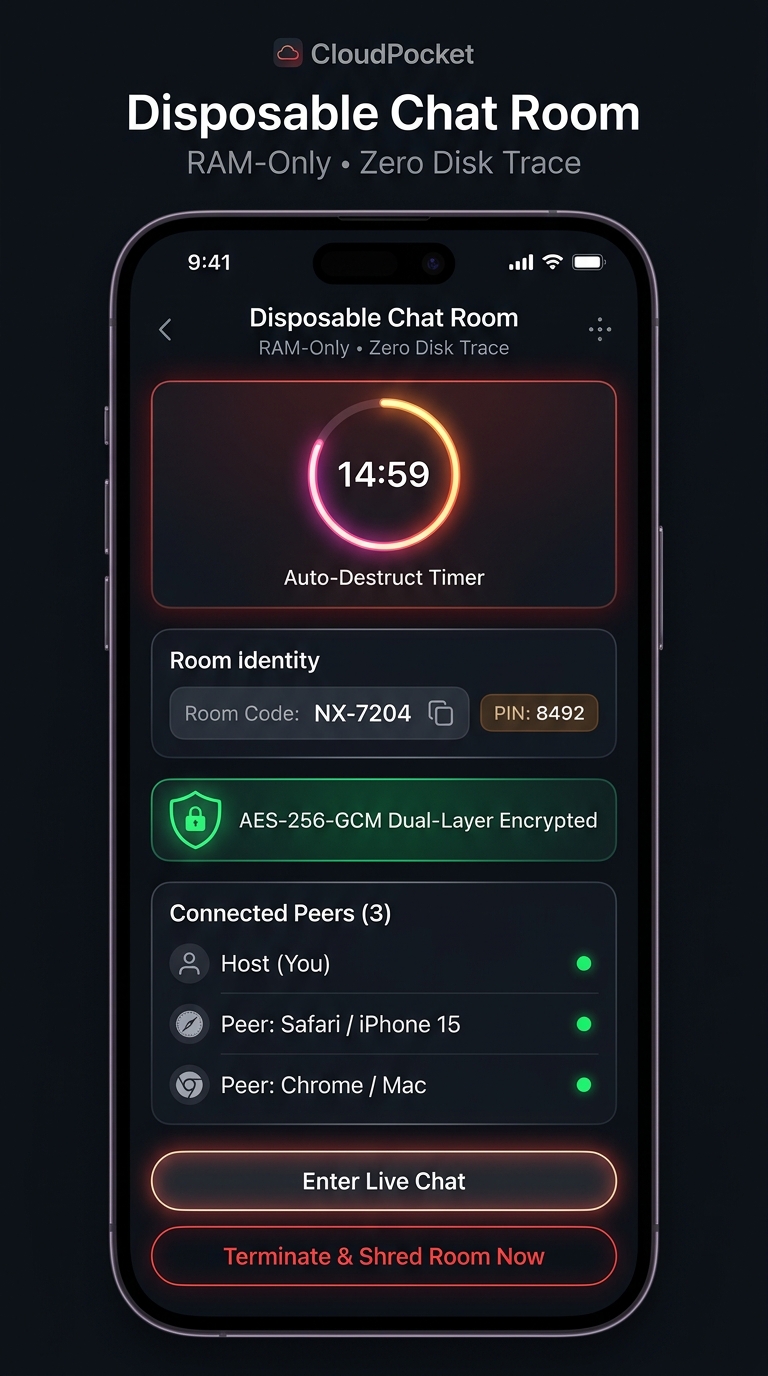 CloudPocket
Disposable Chat Room
RAM-Only • Zero Disk Trace
9:41
Disposable Chat Room
RAM-Only • Zero Disk Trace
14:59
Auto-Destruct Timer
Room identity
Room Code: NX-7204 PIN: 8492
AES-256-GCM Dual-Layer Encrypted
Connected Peers (3)
Host (You)
Peer: Safari / iPhone 15
Peer: Chrome / Mac
Enter Live Chat
Terminate & Shred Room Now